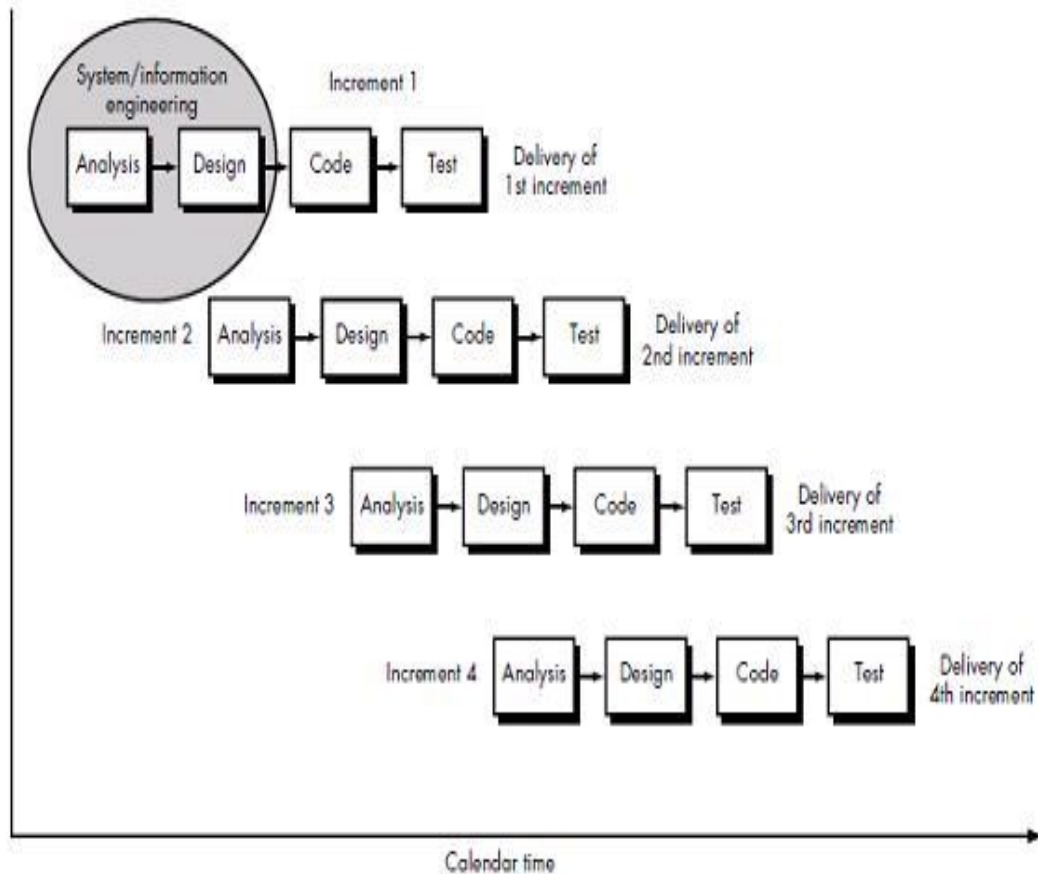 System/information
engineering
Increment 1
Analysis
Design
Code
Test
Delivery of
1st increment
Increment 2
Analysis
Design
Code
Test
Delivery of
2nd increment
Increment 3
Analysis
Design
Code
Test
Delivery of
3rd increment
Increment 4
Analysis
Design
Code
Test
Delivery of
4th increment
Calendar time